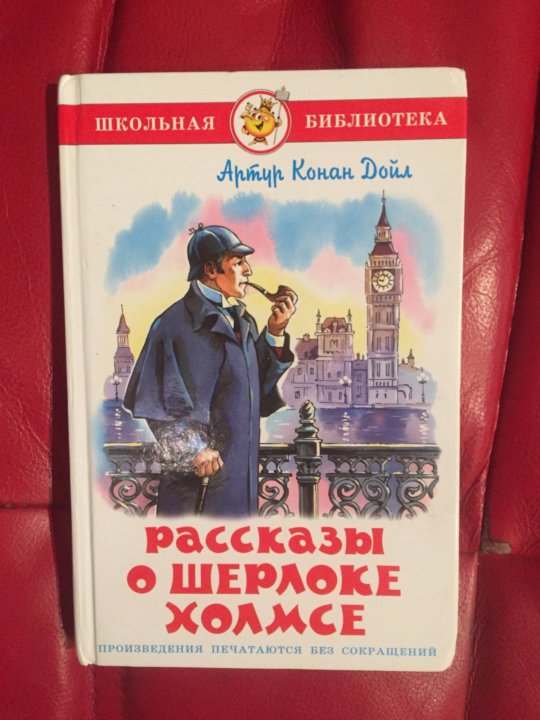 ШКОЛЬНАЯ БИБЛИОТЕКА
Артур Конан Дойл
Рассказы
о Шерлоке
Холмсе
ПРОИЗВЕДЕНИЯ ПЕЧАТАЮТСЯ БЕЗ СОКРАЩЕНИЙ